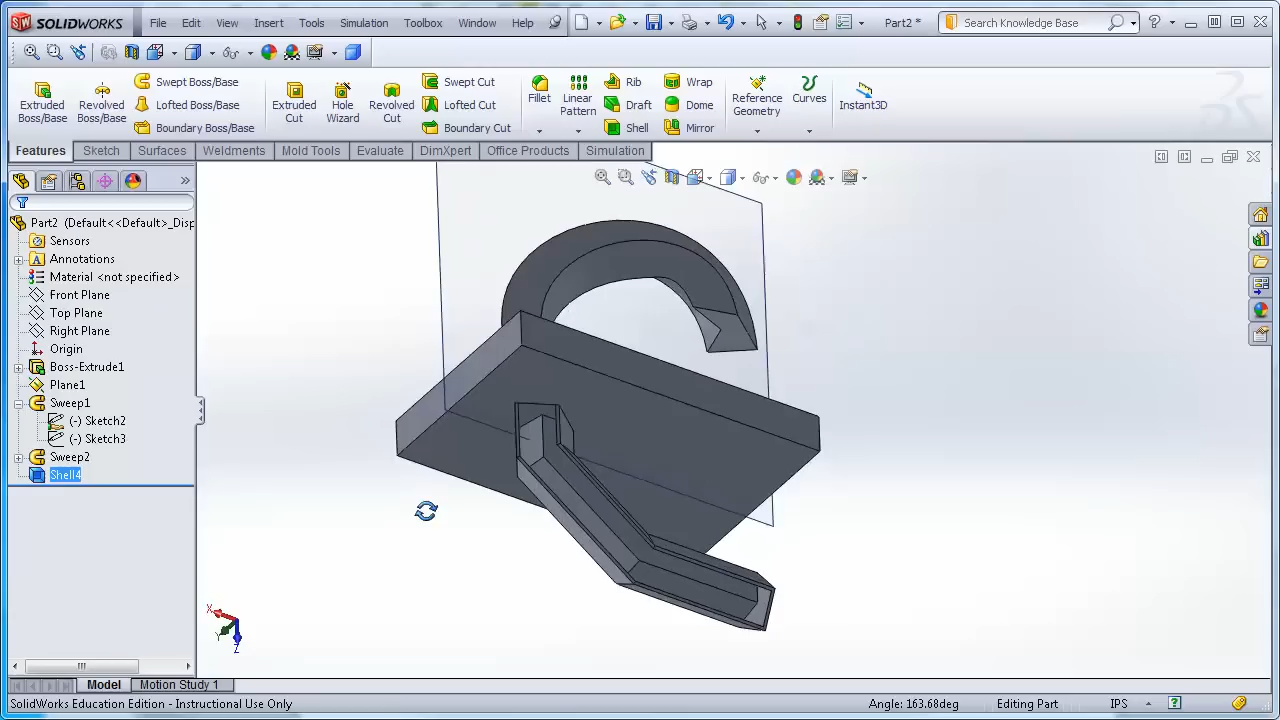 SOLIDWORKS File Edit View Insert Tools Simulation Toolbox Window Help Part2 * Search Knowledge Base
Extruded Boss/Base
Revolved Boss/Base
Swept Boss/Base
Lofted Boss/Base
Boundary Boss/Base
Extruded Cut
Hole Wizard
Revolved Cut
Swept Cut
Lofted Cut
Boundary Cut
Fillet
Linear Pattern
Rib
Draft
Shell
Wrap
Dome
Mirror
Reference Geometry
Curves
Instant3D
Features Sketch Surfaces Weldments Mold Tools Evaluate DimXpert Office Products Simulation
Part2 (Default<<Default>_Disp
Sensors
Annotations
Material <not specified>
Front Plane
Top Plane
Right Plane
Origin
Boss-Extrude1
Plane1
Sweep1
(-) Sketch2
(-) Sketch3
Sweep2
Shell4
X
Y
Z
Model Motion Study 1
SolidWorks Education Edition - Instructional Use Only Angle: 163.68deg Editing Part IPS